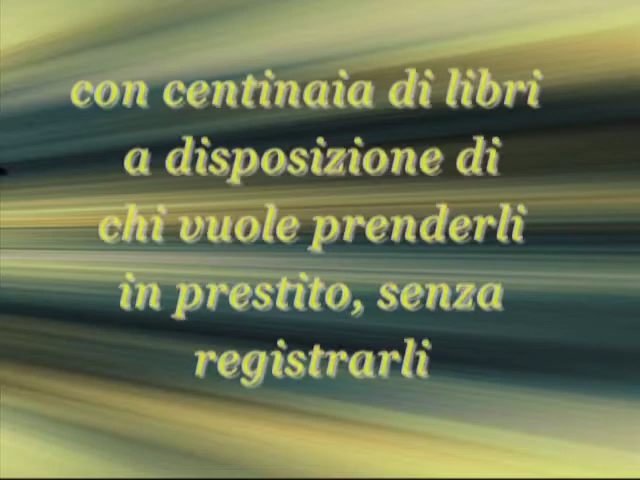 con centinaia di libri
a disposizione di
chi vuole prenderli
in prestito, senza
registrarli